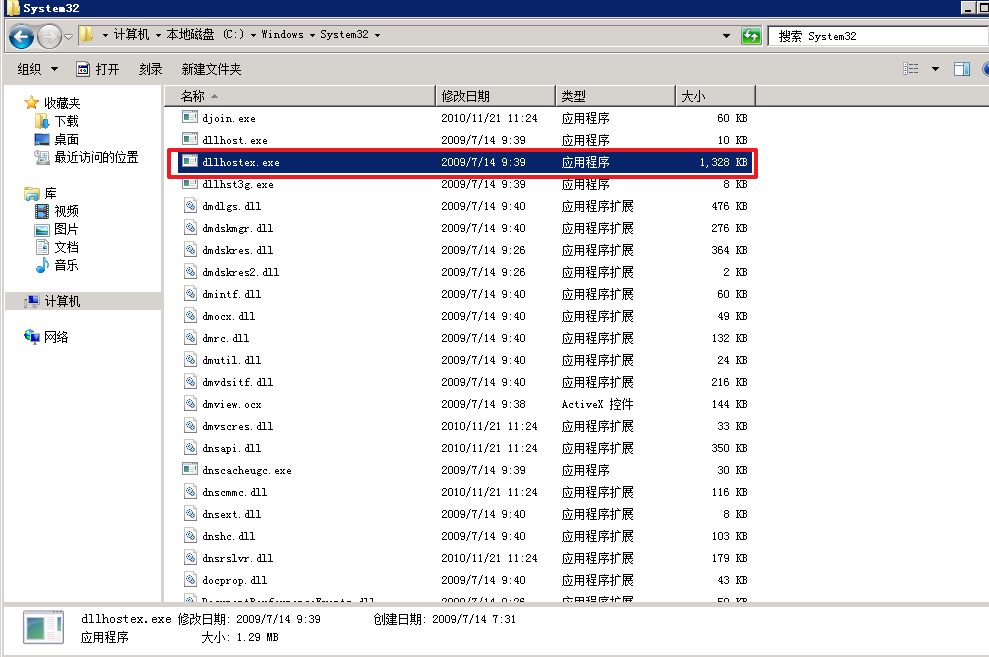 System32
计算机 本地磁盘 (C:) Windows System32 搜索 System32
组织 打开 刻录 新建文件夹
收藏夹
下载
桌面
最近访问的位置
库
视频
图片
文档
音乐
计算机
网络
名称 修改日期 类型 大小
djoin.exe 2010/11/21 11:24 应用程序 60 KB
dllhost.exe 2009/7/14 9:39 应用程序 10 KB
dllhostex.exe 2009/7/14 9:39 应用程序 1,328 KB
dllhst3g.exe 2009/7/14 9:39 应用程序 8 KB
dmdlgs.dll 2009/7/14 9:40 应用程序扩展 476 KB
dmdskmgr.dll 2009/7/14 9:40 应用程序扩展 276 KB
dmdskres.dll 2009/7/14 9:26 应用程序扩展 364 KB
dmdskres2.dll 2009/7/14 9:26 应用程序扩展 2 KB
dmintf.dll 2009/7/14 9:40 应用程序扩展 60 KB
dmocx.dll 2009/7/14 9:40 应用程序扩展 49 KB
dmrc.dll 2009/7/14 9:40 应用程序扩展 132 KB
dmutil.dll 2009/7/14 9:40 应用程序扩展 24 KB
dmvdsitf.dll 2009/7/14 9:40 应用程序扩展 216 KB
dmview.ocx 2009/7/14 9:38 ActiveX 控件 144 KB
dmvscres.dll 2010/11/21 11:24 应用程序扩展 33 KB
dnsapi.dll 2010/11/21 11:24 应用程序扩展 350 KB
dnscacheugc.exe 2009/7/14 9:39 应用程序 30 KB
dnscmmc.dll 2010/11/21 11:24 应用程序扩展 116 KB
dnsext.dll 2009/7/14 9:40 应用程序扩展 8 KB
dnshc.dll 2009/7/14 9:40 应用程序扩展 103 KB
dnsrslvr.dll 2010/11/21 11:24 应用程序扩展 179 KB
docprop.dll 2009/7/14 9:40 应用程序扩展 43 KB
dllhostex.exe 修改日期: 2009/7/14 9:39 创建日期: 2009/7/14 7:31
应用程序 大小: 1.29 MB